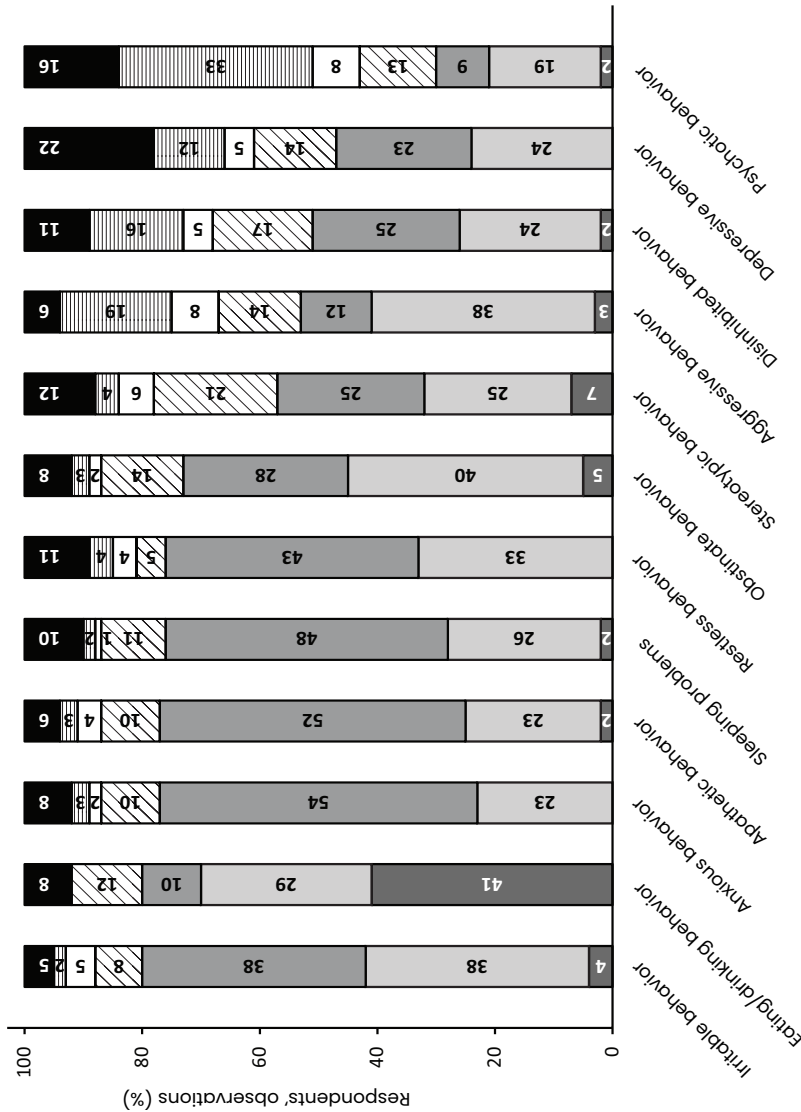 Respondents' observations (%)
0 20 40 60 80 100
Irritable behavior
4 38 38 8 5 2 5
Eating/drinking behavior
41 29 10 12 8
Anxious behavior
23 54 10 2 3 8
Apathetic behavior
2 23 52 10 4 3 6
Sleeping problems
2 26 48 11 1 2 10
Restless behavior
33 43 5 4 4 11
Obstinate behavior
5 40 28 14 2 3 8
Stereotypic behavior
7 25 25 21 6 4 12
Aggressive behavior
3 38 12 14 8 19 6
Disinhibited behavior
2 24 25 17 5 16 11
Depressive behavior
24 23 14 5 12 22
Psychotic behavior
2 19 9 13 8 33 16